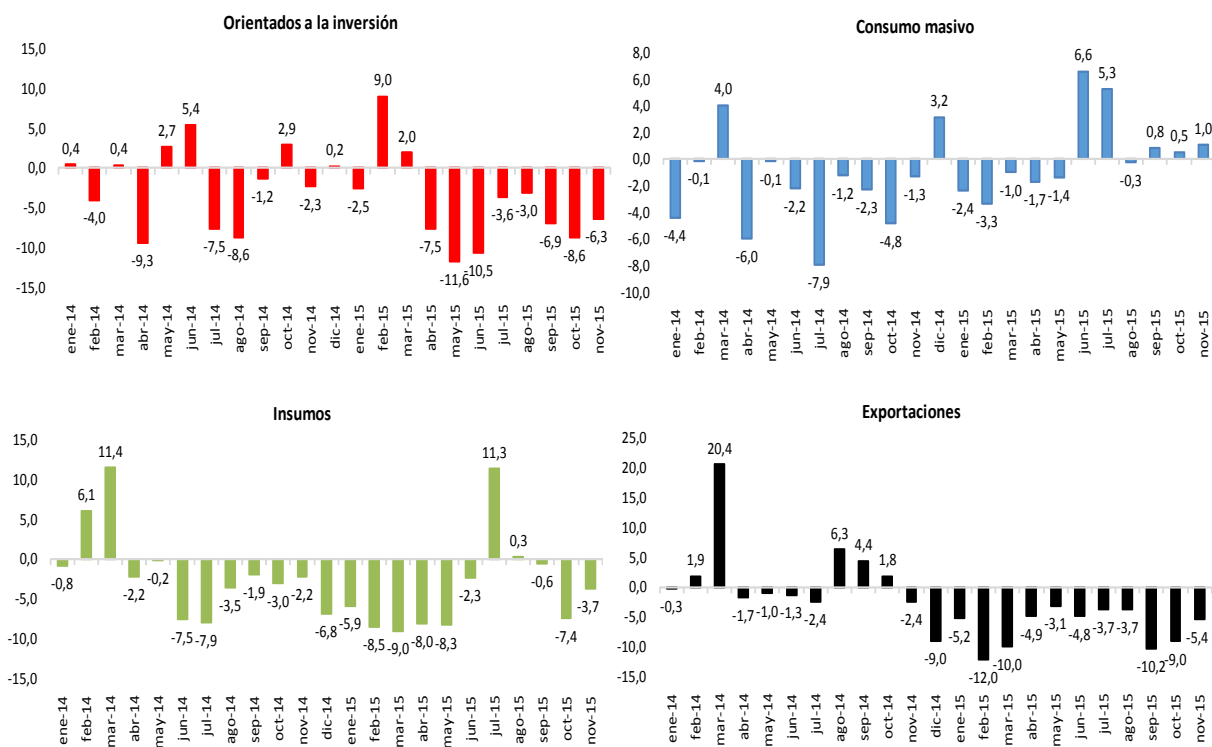 Orientados a la inversión
15,0
10,0
5,0
0,0
-5,0
-10,0
-15,0
0,4
-4,0
0,4
-9,3
2,7
5,4
-7,5
-8,6
-1,2
2,9
-2,3
0,2
-2,5
9,0
2,0
-7,5
-11,6
-10,5
-3,6
-3,0
-6,9
-8,6
-6,3
ene-14
feb-14
mar-14
abr-14
may-14
jun-14
jul-14
ago-14
sep-14
oct-14
nov-14
dic-14
ene-15
feb-15
mar-15
abr-15
may-15
jun-15
jul-15
ago-15
sep-15
oct-15
nov-15
Consumo masivo
8,0
6,0
4,0
2,0
0,0
-2,0
-4,0
-6,0
-8,0
-10,0
-4,4
-0,1
4,0
-6,0
-0,1
-2,2
-7,9
-1,2
-2,3
-4,8
-1,3
3,2
-2,4
-3,3
-1,0
-1,7
-1,4
6,6
5,3
-0,3
0,8
0,5
1,0
ene-14
feb-14
mar-14
abr-14
may-14
jun-14
jul-14
ago-14
sep-14
oct-14
nov-14
dic-14
ene-15
feb-15
mar-15
abr-15
may-15
jun-15
jul-15
ago-15
sep-15
oct-15
nov-15
Insumos
15,0
10,0
5,0
0,0
-5,0
-10,0
-15,0
-0,8
6,1
11,4
-2,2
-0,2
-7,5
-7,9
-3,5
-1,9
-3,0
-2,2
-6,8
-5,9
-8,5
-9,0
-8,0
-8,3
-2,3
11,3
0,3
-0,6
-7,4
-3,7
ene-14
feb-14
mar-14
abr-14
may-14
jun-14
jul-14
ago-14
sep-14
oct-14
nov-14
dic-14
ene-15
feb-15
mar-15
abr-15
may-15
jun-15
jul-15
ago-15
sep-15
oct-15
nov-15
Exportaciones
25,0
20,0
15,0
10,0
5,0
0,0
-5,0
-10,0
-15,0
-0,3
1,9
20,4
-1,7
-1,0
-1,3
-2,4
6,3
4,4
1,8
-2,4
-9,0
-5,2
-12,0
-10,0
-4,9
-3,1
-4,8
-3,7
-3,7
-10,2
-9,0
-5,4
ene-14
feb-14
mar-14
abr-14
may-14
jun-14
jul-14
ago-14
sep-14
oct-14
nov-14
dic-14
ene-15
feb-15
mar-15
abr-15
may-15
jun-15
jul-15
ago-15
sep-15
oct-15
nov-15